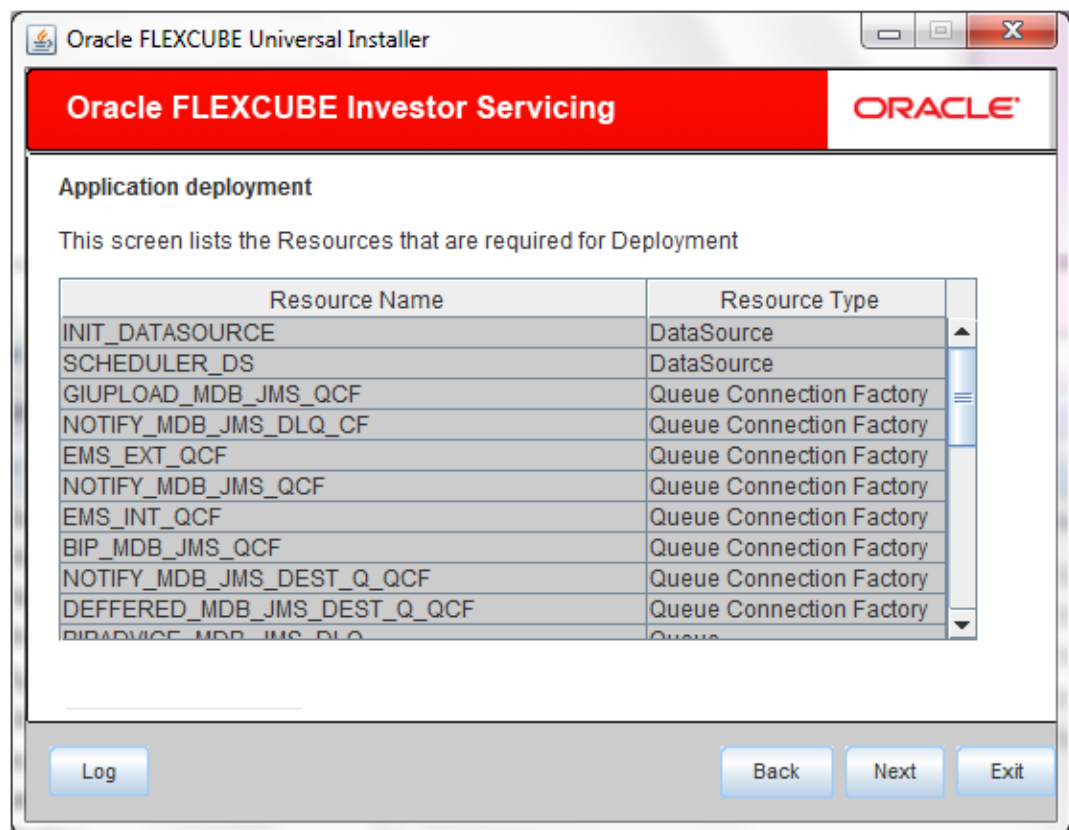 Oracle FLEXCUBE Universal Installer
Oracle FLEXCUBE Investor Servicing
ORACLE
Application deployment
This screen lists the Resources that are required for Deployment
Resource Name Resource Type
INIT_DATASOURCE DataSource
SCHEDULER_DS DataSource
GIUPLOAD_MDB_JMS_QCF Queue Connection Factory
NOTIFY_MDB_JMS_DLQ_CF Queue Connection Factory
EMS_EXT_QCF Queue Connection Factory
NOTIFY_MDB_JMS_QCF Queue Connection Factory
EMS_INT_QCF Queue Connection Factory
BIP_MDB_JMS_QCF Queue Connection Factory
NOTIFY_MDB_JMS_DEST_Q_QCF Queue Connection Factory
DEFFERED_MDB_JMS_DEST_Q_QCF Queue Connection Factory
BIPADVICE_MDB_JMS_DLQ Queue
Log Back Next Exit